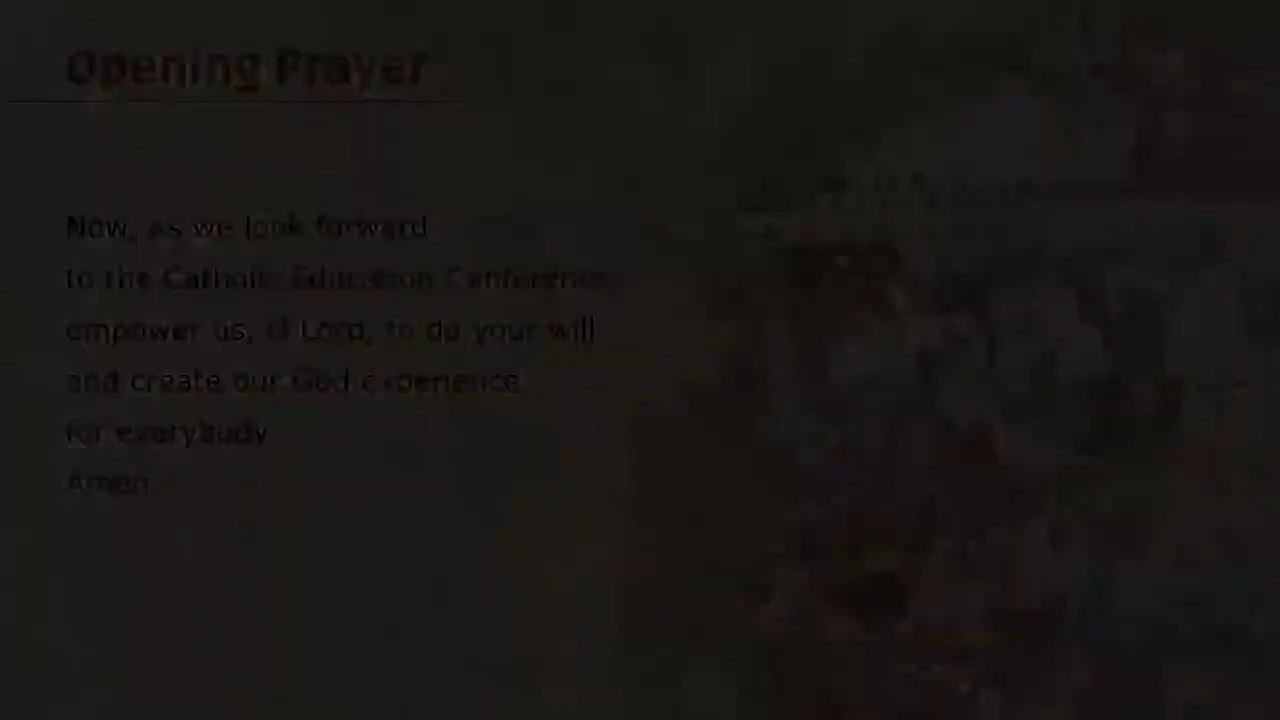 Opening Prayer
Now, as we look forward
to the Catholic Education Conference
empower us, O Lord, to do your will
and create our God experience
for everybody
Amen.